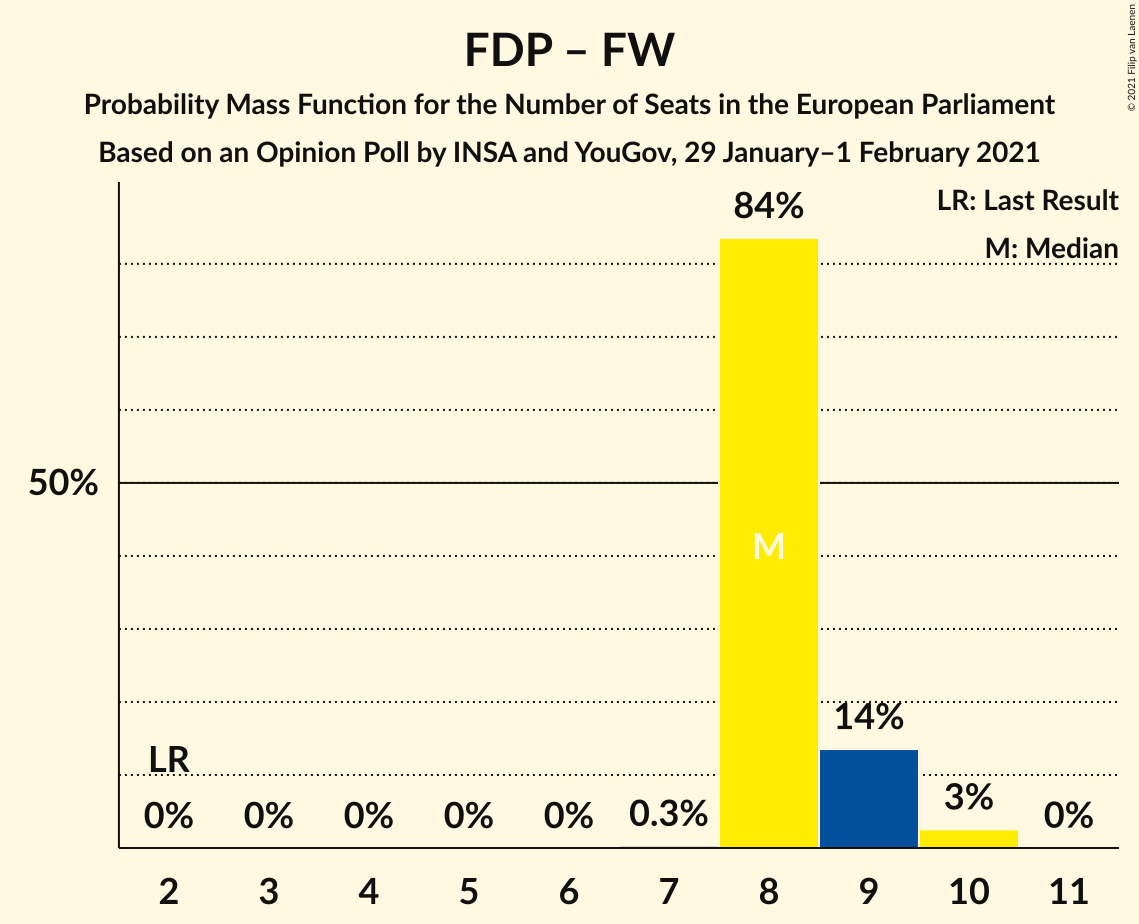 FDP – FW
Probability Mass Function for the Number of Seats in the European Parliament
Based on an Opinion Poll by INSA and YouGov, 29 January–1 February 2021
© 2021 Filip van Laenen
LR: Last Result
M: Median
84%
50%
M
14%
LR
3%
0% 0% 0% 0% 0% 0.3% 0%
2 3 4 5 6 7 8 9 10 11